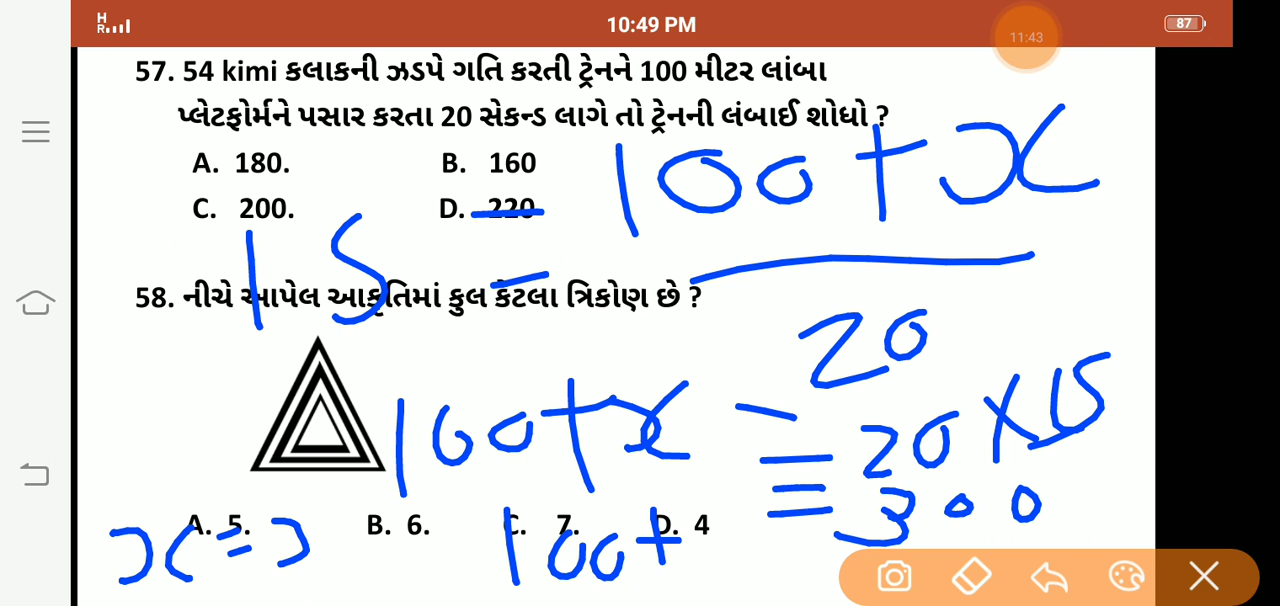 H
R
10:49 PM
11:43
87
57. 54 kimi કલાકની ઝડપે ગતિ કરતી ટ્રેનને 100 મીટર લાંબા
પ્લેટફોર્મને પસાર કરતા 20 સેકન્ડ લાગે તો ટ્રેનની લંબાઈ શોધો ?
A. 180. B. 160
C. 200. D. 220
15 = 100 + x
20
58. નીચે આપેલ આકૃતિમાં કુલ કેટલા ત્રિકોણ છે ?
100 + x = 20 × 15
= 300
A. 5. B. 6. C. 7. D. 4
x =
100 +